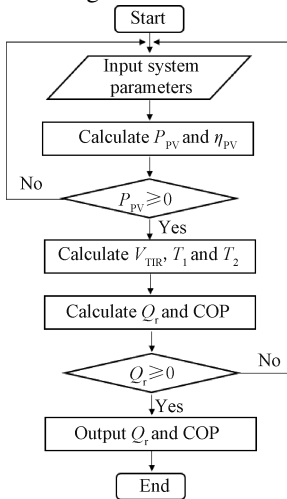 Start
Input system
parameters
Calculate P_PV and η_PV
No
P_PV≥0
Yes
Calculate V_TIR, T_1 and T_2
Calculate Q_r and COP
No
Q_r≥0
Yes
Output Q_r and COP
End